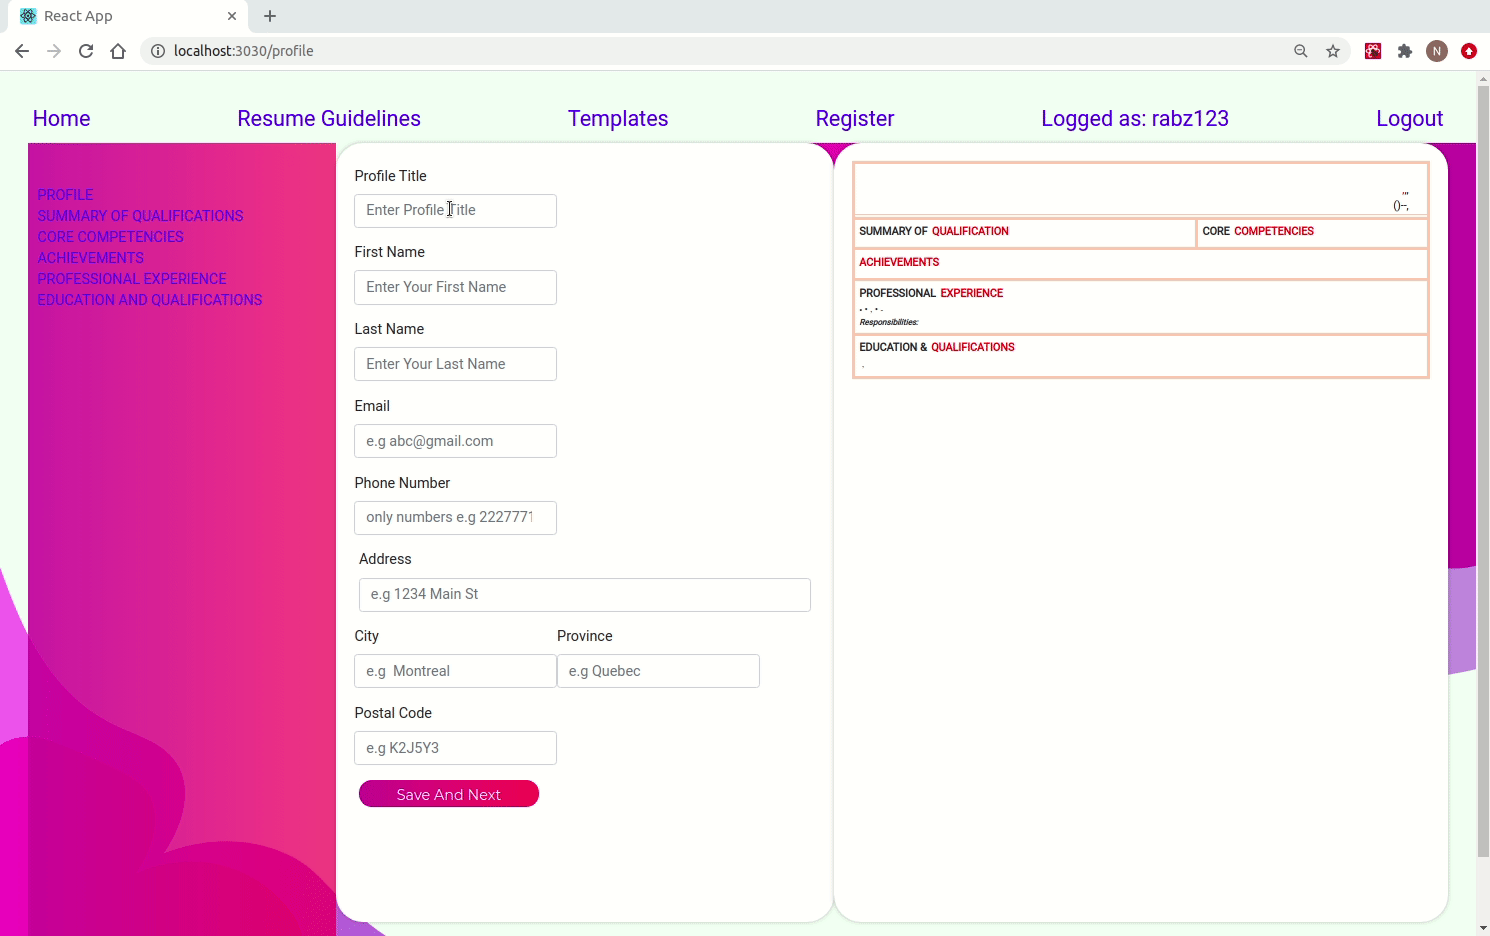 React App
localhost:3030/profile
N
Home Resume Guidelines Templates Register Logged as: rabz123 Logout
PROFILE
SUMMARY OF QUALIFICATIONS
CORE COMPETENCIES
ACHIEVEMENTS
PROFESSIONAL EXPERIENCE
EDUCATION AND QUALIFICATIONS
Profile Title
Enter Profile Title
First Name
Enter Your First Name
Last Name
Enter Your Last Name
Email
e.g abc@gmail.com
Phone Number
only numbers e.g 2227771
Address
e.g 1234 Main St
City Province
e.g Montreal e.g Quebec
Postal Code
e.g K2J5Y3
Save And Next
,,,
()--,
SUMMARY OF QUALIFICATION CORE COMPETENCIES
ACHIEVEMENTS
PROFESSIONAL EXPERIENCE
Responsibilities:
EDUCATION & QUALIFICATIONS